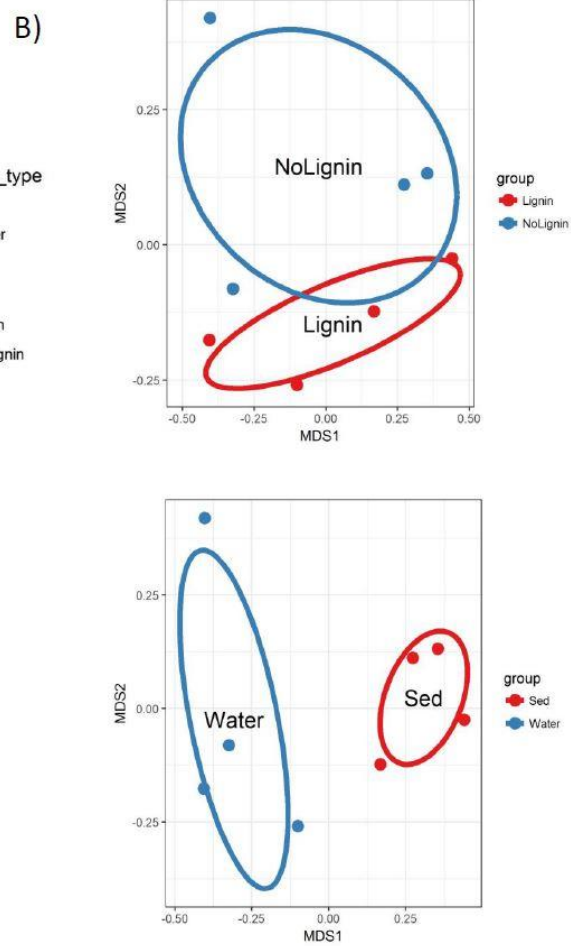 B)
_type
r
n
gnin
MDS2
0.25
0.00
-0.25
NoLignin
Lignin
-0.50
-0.25
0.00
0.25
0.50
MDS1
group
Lignin
NoLignin
MDS2
0.25
0.00
-0.25
Water
Sed
-0.50
-0.25
0.00
0.25
MDS1
group
Sed
Water